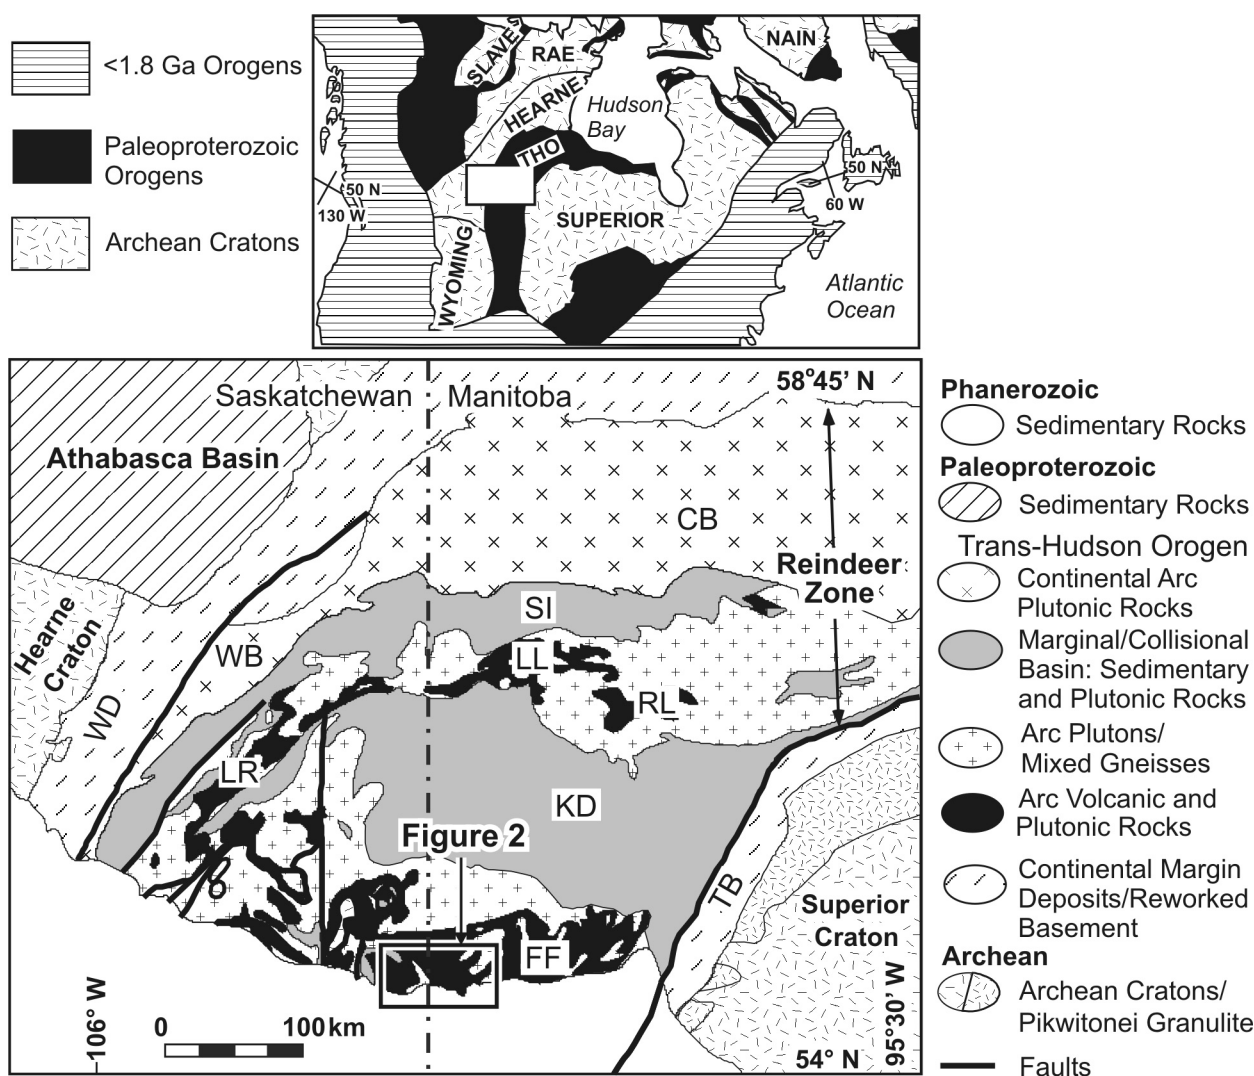 <1.8 Ga Orogens
Paleoproterozoic
Orogens
Archean Cratons
SLAVE
RAE
NAIN
HEARNE
Hudson
Bay
THO
50 N
130 W
50 N
60 W
SUPERIOR
WYOMING
Atlantic
Ocean
Saskatchewan
Manitoba
58°45’ N
Athabasca Basin
CB
Reindeer
Zone
SI
Hearne
Craton
WB
LL
WD
RL
LR
KD
Figure 2
TB
Superior
Craton
FF
106° W
0
100 km
54° N
95°30’ W
Phanerozoic
Sedimentary Rocks
Paleoproterozoic
Sedimentary Rocks
Trans-Hudson Orogen
Continental Arc
Plutonic Rocks
Marginal/Collisional
Basin: Sedimentary
and Plutonic Rocks
Arc Plutons/
Mixed Gneisses
Arc Volcanic and
Plutonic Rocks
Continental Margin
Deposits/Reworked
Basement
Archean
Archean Cratons/
Pikwitonei Granulite
Faults